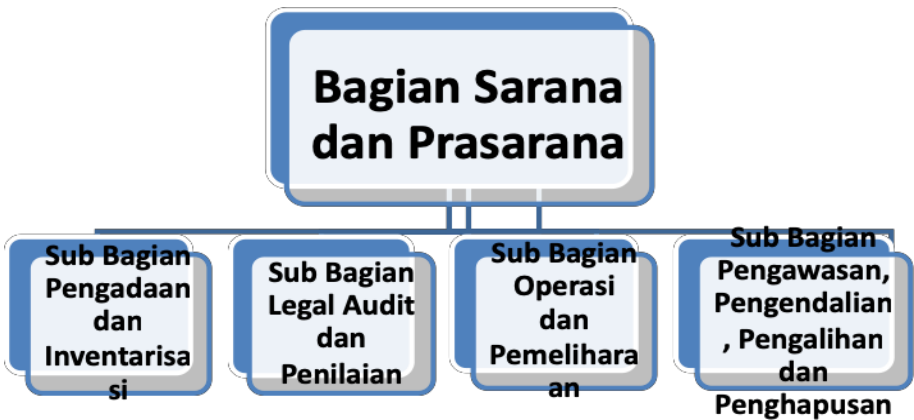 Bagian Sarana
dan Prasarana
Sub Bagian
Pengadaan
dan
Inventarisa
si
Sub Bagian
Legal Audit
dan
Penilaian
Sub Bagian
Operasi
dan
Pemelihara
an
Sub Bagian
Pengawasan,
Pengendalian
, Pengalihan
dan
Penghapusan